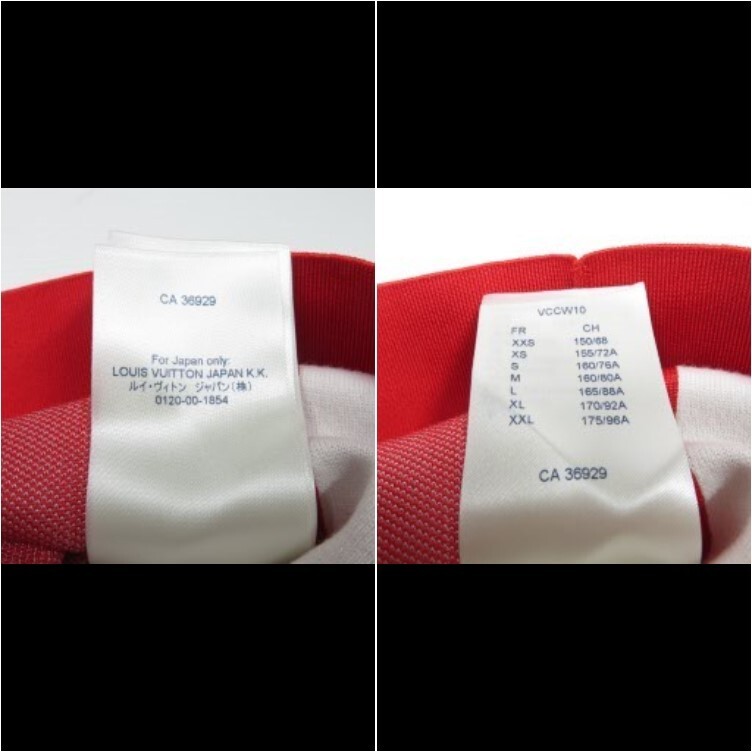 CA 36929
For Japan only:
LOUIS VUITTON JAPAN K.K.
ルイ・ヴィトン ジャパン(株)
0120-00-1854
VCCW10
FR CH
XXS 150/68
XS 155/72A
S 160/76A
M 160/80A
L 165/88A
XL 170/92A
XXL 175/96A
CA 36929